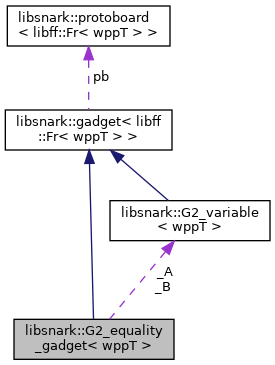 libsnark::protoboard
< libff::Fr< wppT > >
pb
libsnark::gadget< libff
::Fr< wppT > >
libsnark::G2_variable
< wppT >
_A
_B
libsnark::G2_equality
_gadget< wppT >